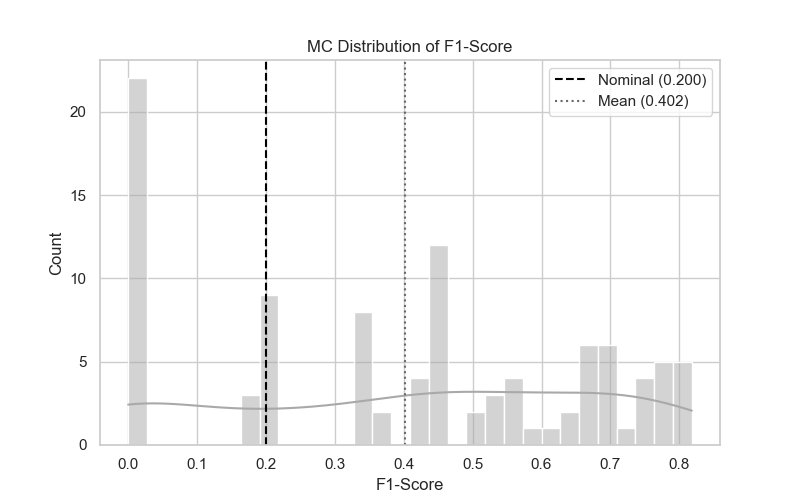 MC Distribution of F1-Score
Nominal (0.200)
Mean (0.402)
Count
20
15
10
5
0
0.0 0.1 0.2 0.3 0.4 0.5 0.6 0.7 0.8
F1-Score